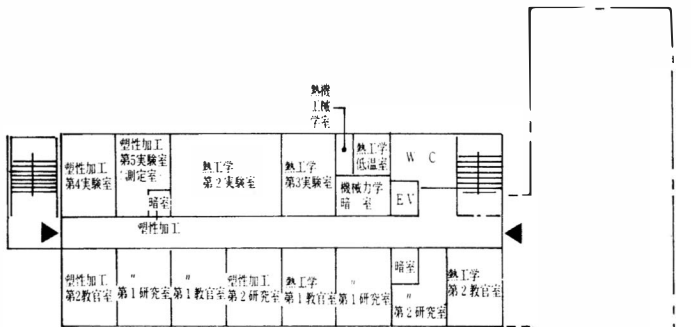 熱機
工械
学室
塑性加工
第4実験室
塑性加工
第5実験室
(測定室)
暗室
塑性加工
熱工学
第2実験室
熱工学
第3実験室
熱工学
低温室
機械力学
暗室
WC
EV
塑性加工
第2教官室
〃
第1研究室
〃
第1教官室
塑性加工
第2研究室
熱工学
第1教官室
〃
第1研究室
暗室
〃
第2研究室
熱工学
第2教官室